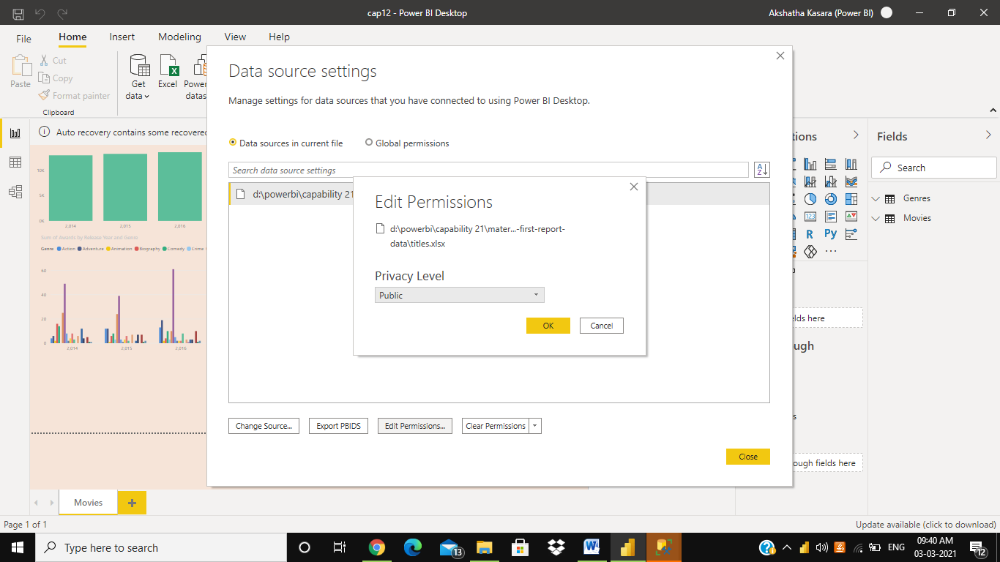 cap12 - Power BI Desktop
Akshatha Kasara (Power BI)
File Home Insert Modeling View Help
Paste
Cut
Copy
Format painter
Clipboard
Get data
Excel
Power
datas
Data source settings
Manage settings for data sources that you have connected to using Power BI Desktop.
Data sources in current file
Global permissions
Search data source settings
A
Z
d:\powerbi\capability 21
Edit Permissions
d:\powerbi\capability 21\mater...-first-report-
data\titles.xlsx
Privacy Level
Public
OK
Cancel
Change Source...
Export PBIDS
Edit Permissions...
Clear Permissions
Close
Auto recovery contains some recovered
10K
5K
0K
2,014 2,015 2,016
Sum of Awards by Release Year and Genre
Genre Action Adventure Animation Biography Comedy Crime
60
40
20
0
2,014 2,015 2,016
tions
123
R
Py
...
elds here
ugh
s
ough fields here
Fields
Search
Genres
Movies
Movies
+
Page 1 of 1
Update available (click to download)
Type here to search
13
W
ENG
09:40 AM
03-03-2021
12